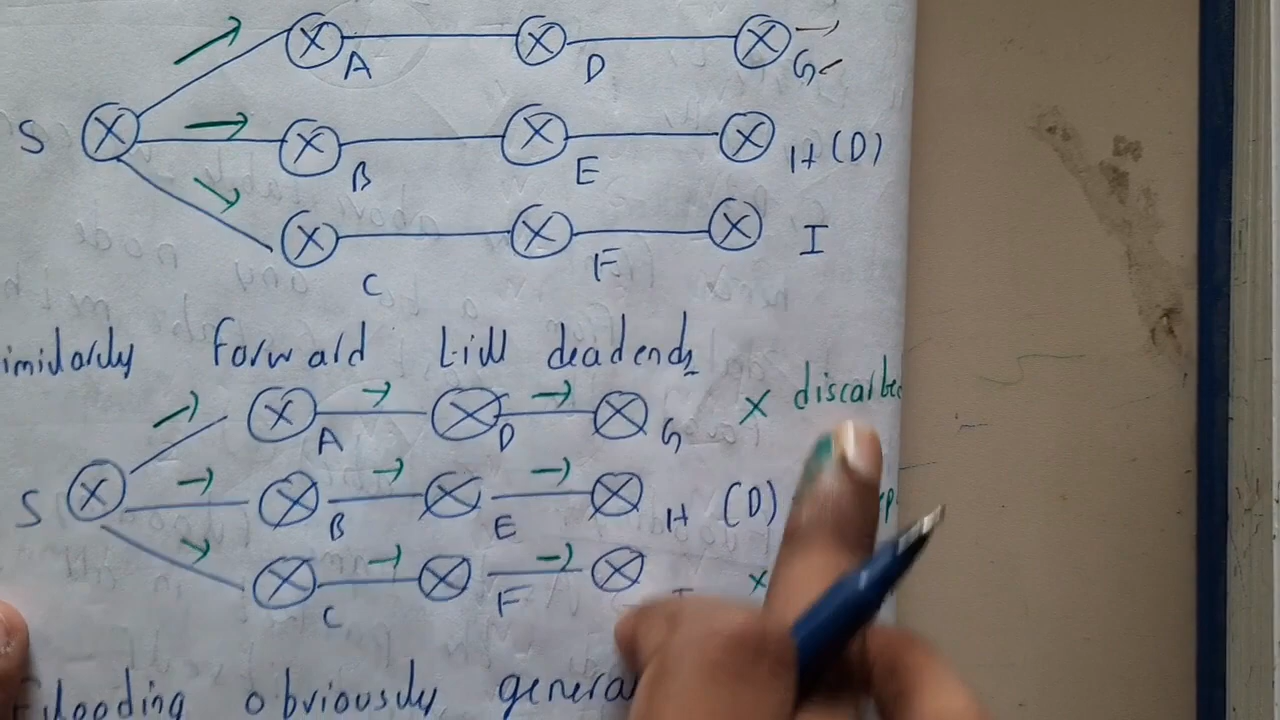 A D G
S B E H (D)
C F I
imilarly forward till deadends
A D G x discarded
S B E H (D)
C F x
Flooding obviously genera